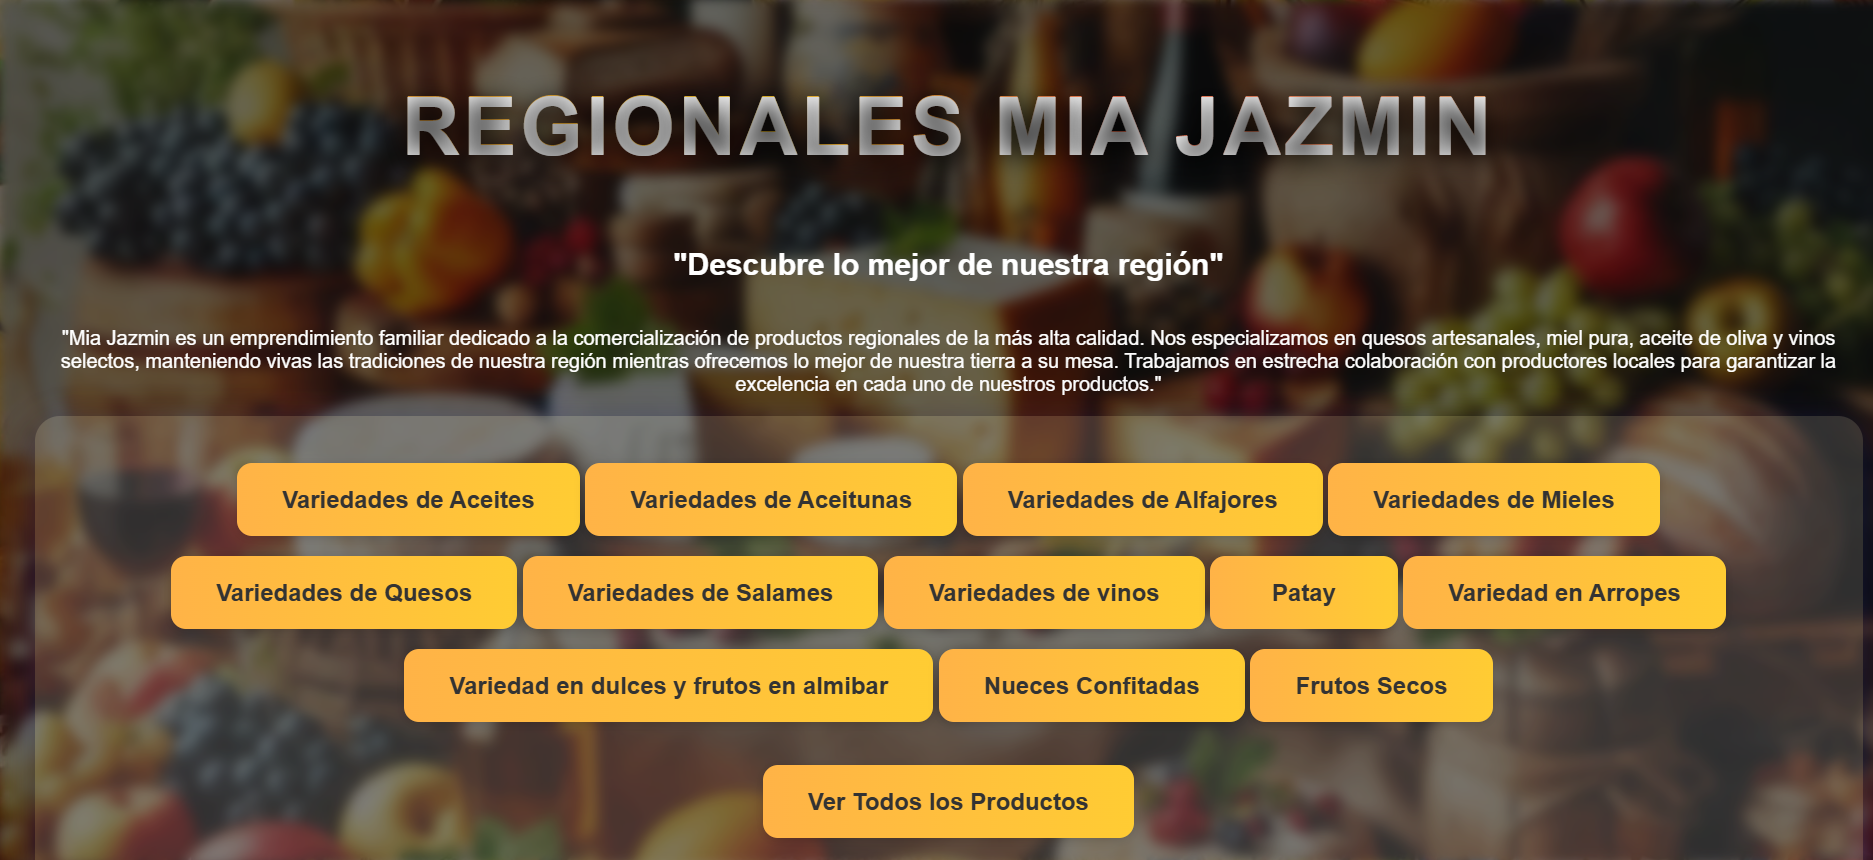 REGIONALES MIA JAZMIN
"Descubre lo mejor de nuestra región"
"Mia Jazmin es un emprendimiento familiar dedicado a la comercialización de productos regionales de la más alta calidad. Nos especializamos en quesos artesanales, miel pura, aceite de oliva y vinos
selectos, manteniendo vivas las tradiciones de nuestra región mientras ofrecemos lo mejor de nuestra tierra a su mesa. Trabajamos en estrecha colaboración con productores locales para garantizar la
excelencia en cada uno de nuestros productos."
Variedades de Aceites
Variedades de Aceitunas
Variedades de Alfajores
Variedades de Mieles
Variedades de Quesos
Variedades de Salames
Variedades de vinos
Patay
Variedad en Arropes
Variedad en dulces y frutos en almibar
Nueces Confitadas
Frutos Secos
Ver Todos los Productos